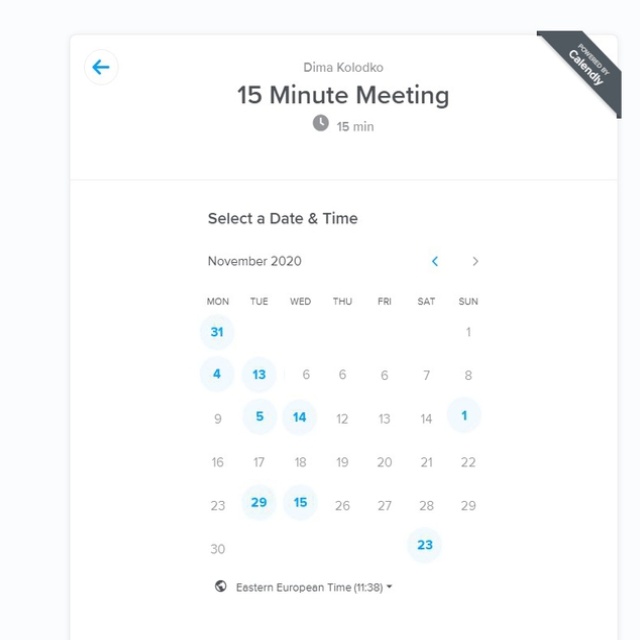 POWERED BY
Calendly
Dima Kolodko
15 Minute Meeting
15 min
Select a Date & Time
November 2020
MON TUE WED THU FRI SAT SUN
31 1
4 13 6 6 6 7 8
9 5 14 12 13 14 1
16 17 18 19 20 21 22
23 29 15 26 27 28 29
30 23
Eastern European Time (11:38)